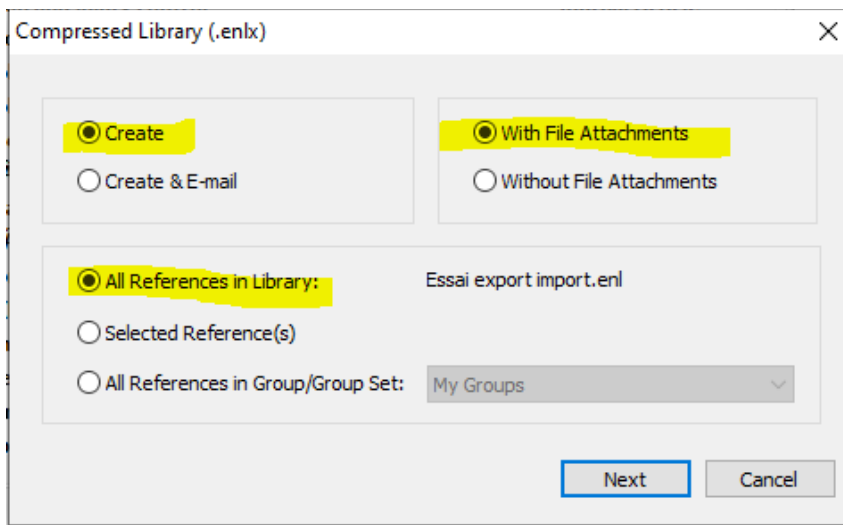 Compressed Library (.enlx)
Create
With File Attachments
Create & E-mail
Without File Attachments
All References in Library: Essai export import.enl
Selected Reference(s)
All References in Group/Group Set: My Groups
Next
Cancel